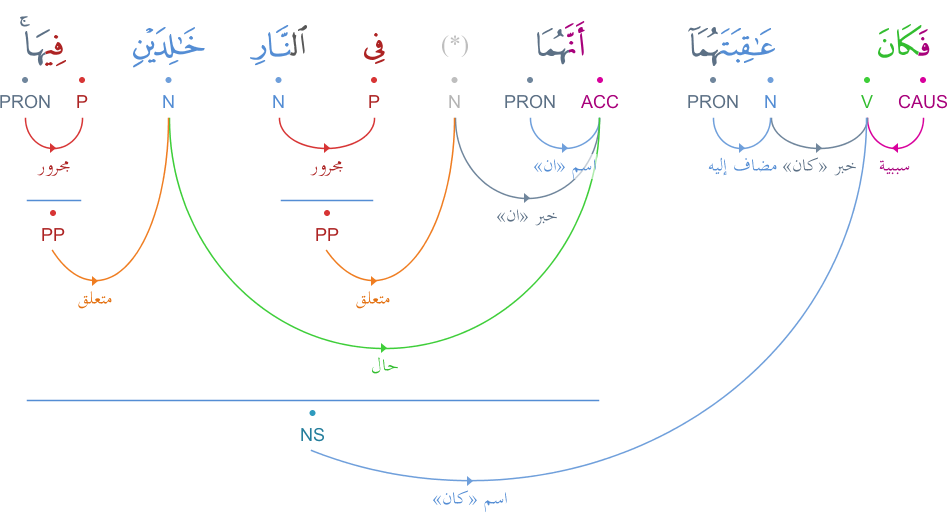 فَكَانَ عَـٰقِبَتَهُمَآ أَنَّهُمَا (*) فِى ٱلنَّارِ خَـٰلِدَيْنِ فِيهَا ۚ
CAUS V N PRON ACC PRON N P N N P PRON
سببية خبر «كان» مضاف إليه اسم «ان» مجرور مجرور
خبر «ان»
PP PP
متعلق متعلق
حال
NS
اسم «كان»